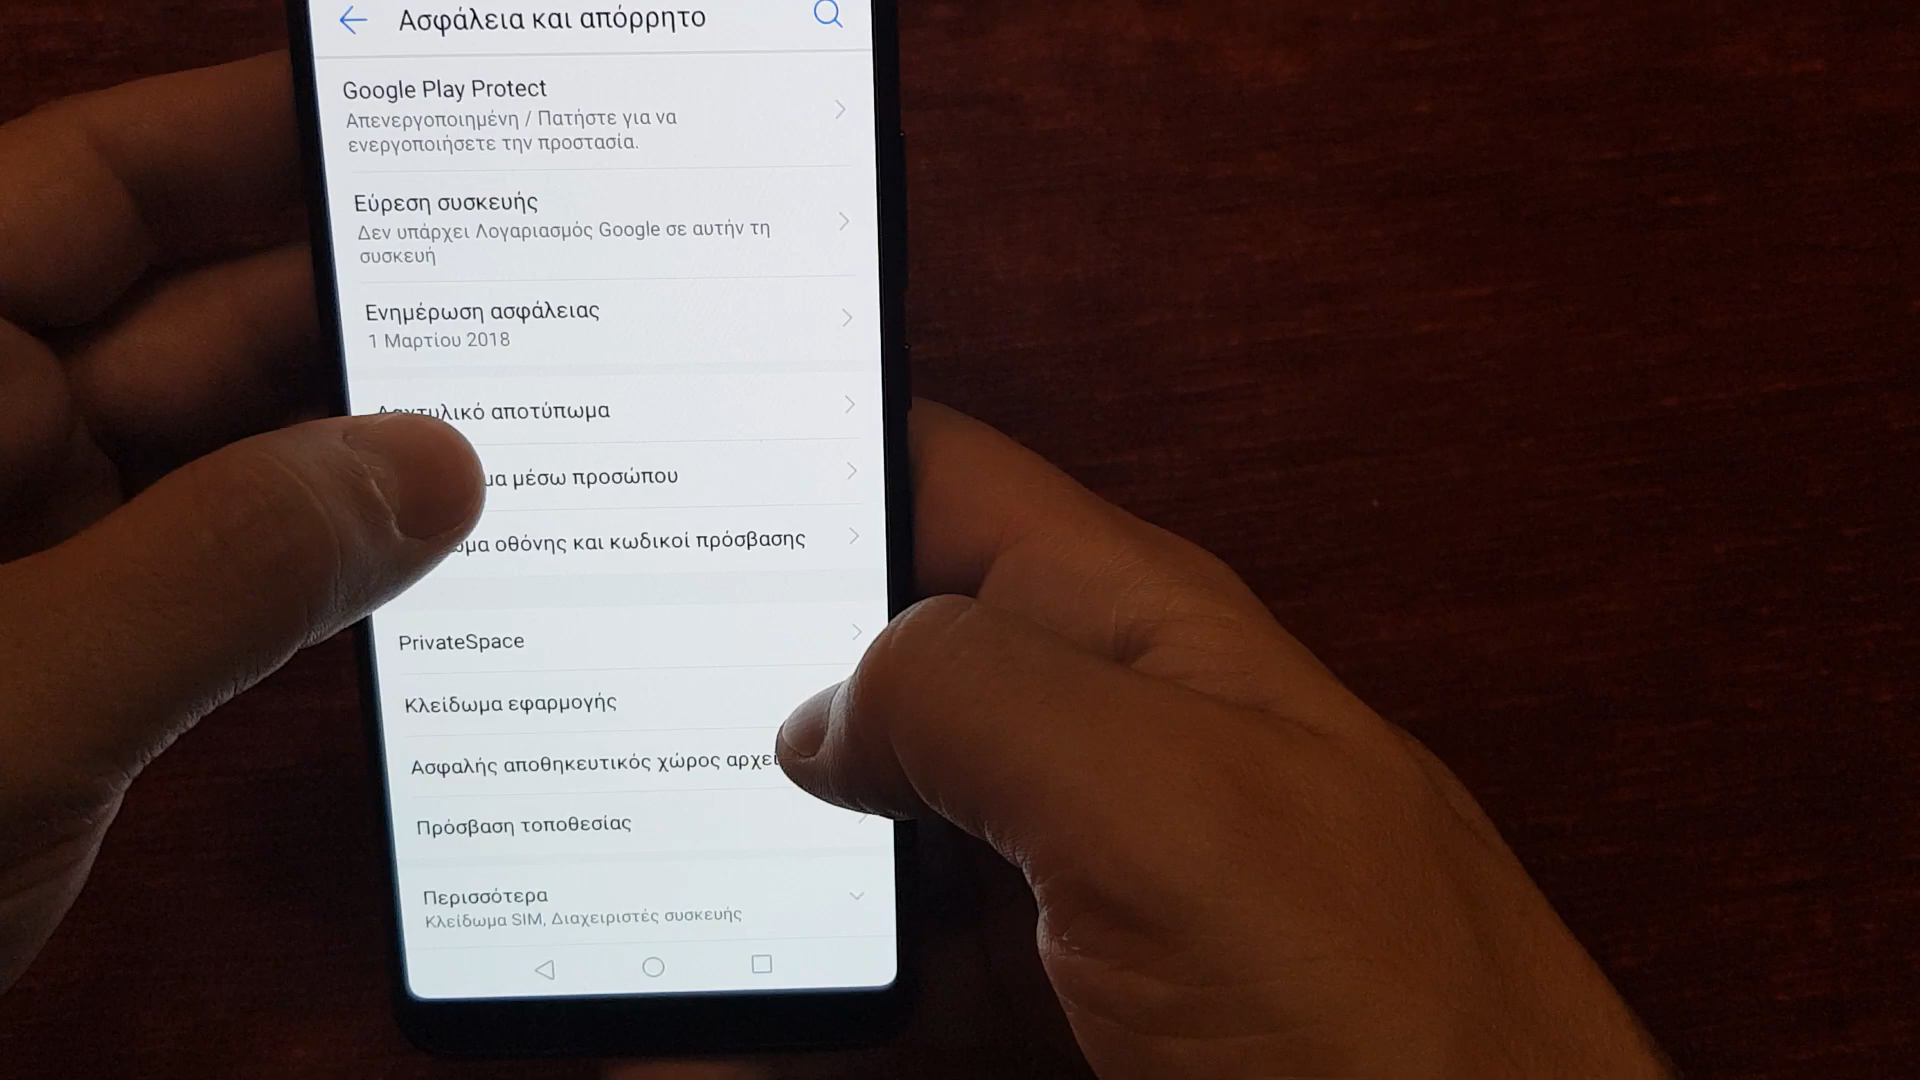 Ασφάλεια και απόρρητο
Google Play Protect
Απενεργοποιημένη / Πατήστε για να
ενεργοποιήσετε την προστασία.
Εύρεση συσκευής
Δεν υπάρχει Λογαριασμός Google σε αυτήν τη
συσκευή
Ενημέρωση ασφάλειας
1 Μαρτίου 2018
Δαχτυλικό αποτύπωμα
μέσω προσώπου
οθόνης και κωδικοί πρόσβασης
PrivateSpace
Κλείδωμα εφαρμογής
Ασφαλής αποθηκευτικός χώρος
Πρόσβαση τοποθεσίας
Περισσότερα
Κλείδωμα SIM, Διαχειριστές συσκευής